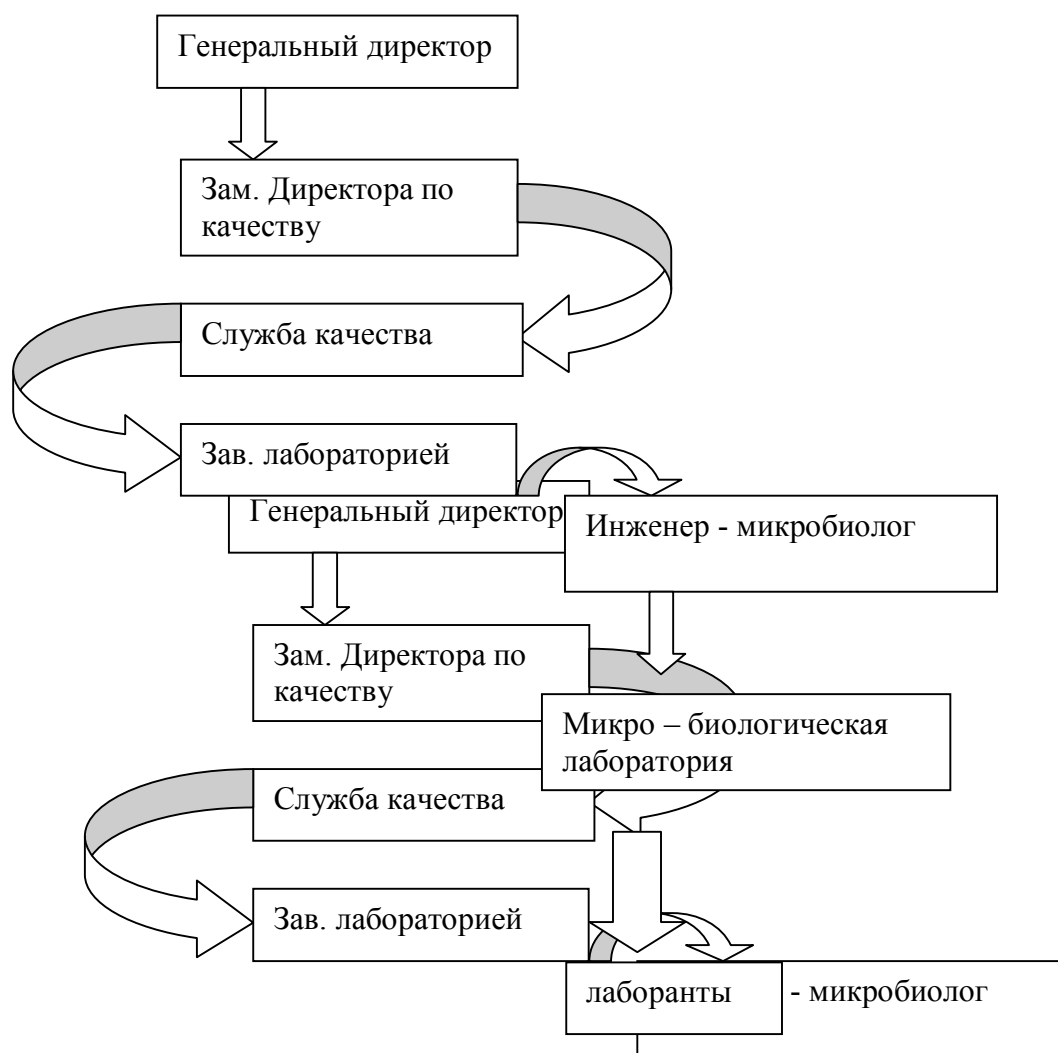 Генеральный директор
Зам. Директора по
качеству
Служба качества
Зав. лабораторией
Генеральный директор
Инженер - микробиолог
Зам. Директора по
качеству
Микро – биологическая
лаборатория
Служба качества
Зав. лабораторией
лаборанты - микробиолог